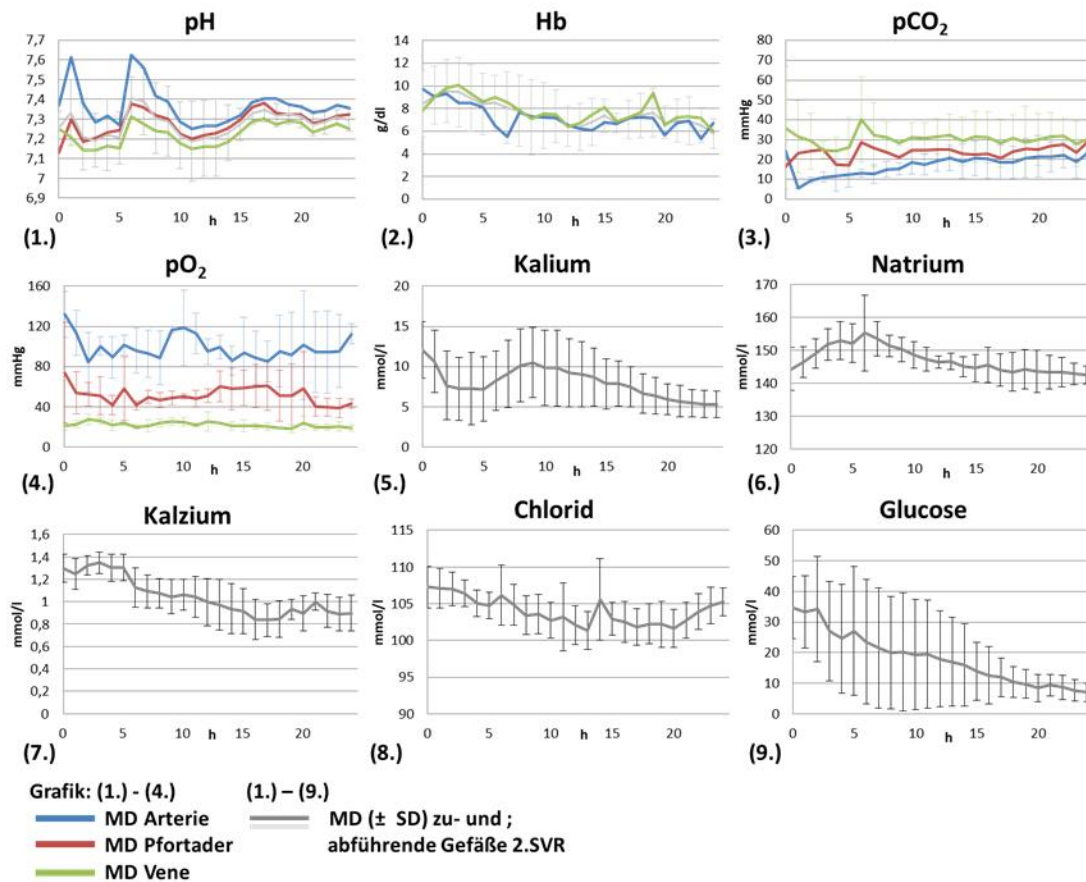 pH
7,7
7,6
7,5
7,4
7,3
7,2
7,1
7
6,9
0 5 10 h 15 20
(1.)
Hb
g/dl
14
12
10
8
6
4
2
0
0 5 10 h 15 20
(2.)
pCO2
mmHg
80
70
60
50
40
30
20
10
0
0 5 10 h 15 20
(3.)
pO2
mmHg
160
120
80
40
0
0 5 10 h 15 20
(4.)
Kalium
mmol/l
20
15
10
5
0
0 5 10 h 15 20
(5.)
Natrium
mmol/l
170
160
150
140
130
120
0 5 10 h 15 20
(6.)
Kalzium
mmol/l
1,6
1,4
1,2
1
0,8
0,6
0,4
0,2
0
0 5 h 10 15 20
(7.)
Chlorid
mmol/l
115
110
105
100
95
90
0 5 h 10 15 20
(8.)
Glucose
mmol/l
60
50
40
30
20
10
0
0 5 10 h 15 20
(9.)
Grafik: (1.) - (4.) (1.) – (9.)
MD Arterie
MD Pfortader
MD Vene
MD (± SD) zu- und ;
abführende Gefäße 2.SVR